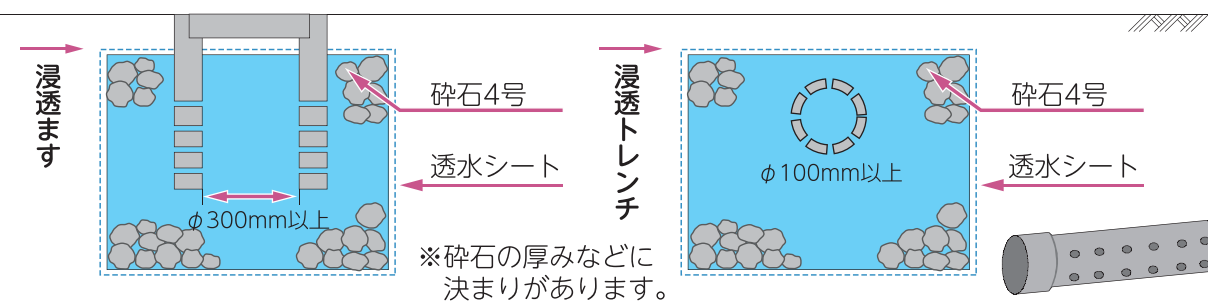 浸透ます
砕石4号
透水シート
φ300mm以上
※砕石の厚みなどに
決まりがあります。
浸透トレンチ
砕石4号
透水シート
φ100mm以上